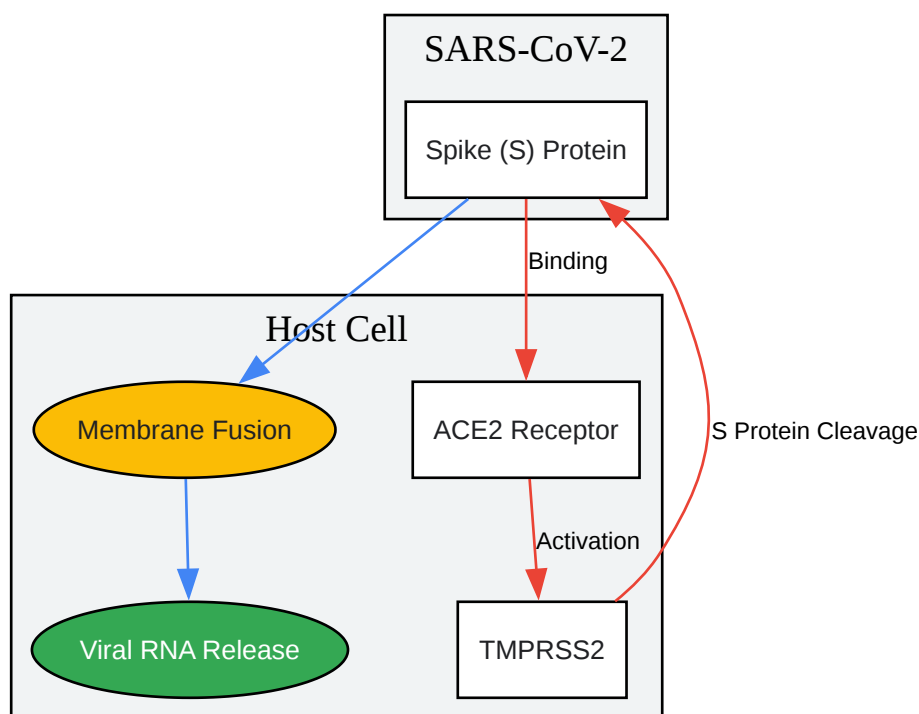 SARS-CoV-2
Spike (S) Protein
Binding
Host Cell
Membrane Fusion
ACE2 Receptor
S Protein Cleavage
Activation
Viral RNA Release
TMPRSS2